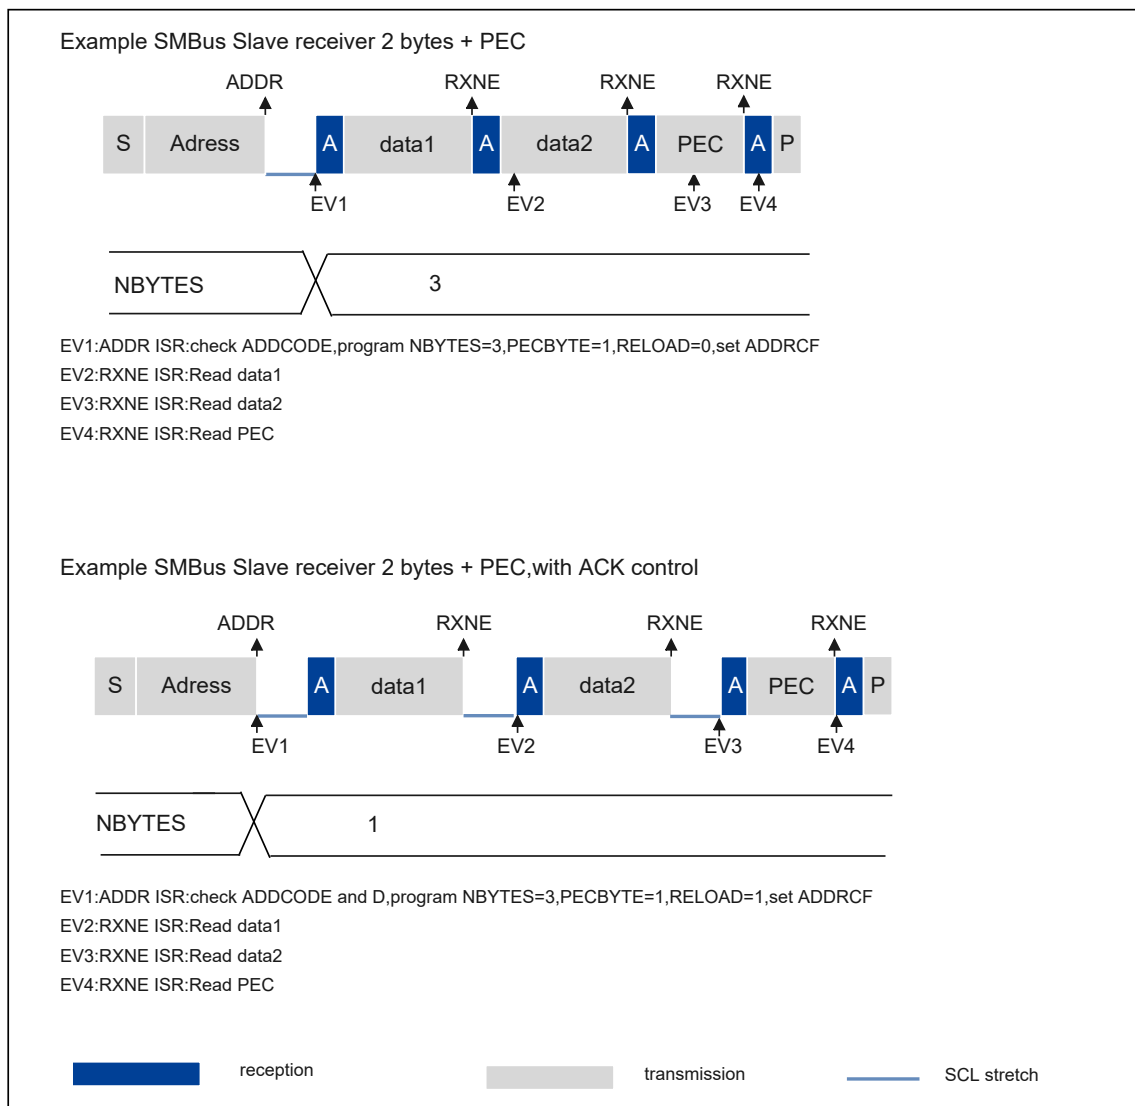 Example SMBus Slave receiver 2 bytes + PEC
ADDR RXNE RXNE RXNE
S Adress A data1 A data2 A PEC A P
EV1 EV2 EV3 EV4
NBYTES 3
EV1:ADDR ISR:check ADDCODE,program NBYTES=3,PECBYTE=1,RELOAD=0,set ADDRCF
EV2:RXNE ISR:Read data1
EV3:RXNE ISR:Read data2
EV4:RXNE ISR:Read PEC
Example SMBus Slave receiver 2 bytes + PEC,with ACK control
ADDR RXNE RXNE RXNE
S Adress A data1 A data2 A PEC A P
EV1 EV2 EV3 EV4
NBYTES 1
EV1:ADDR ISR:check ADDCODE and D,program NBYTES=3,PECBYTE=1,RELOAD=1,set ADDRCF
EV2:RXNE ISR:Read data1
EV3:RXNE ISR:Read data2
EV4:RXNE ISR:Read PEC
reception transmission SCL stretch